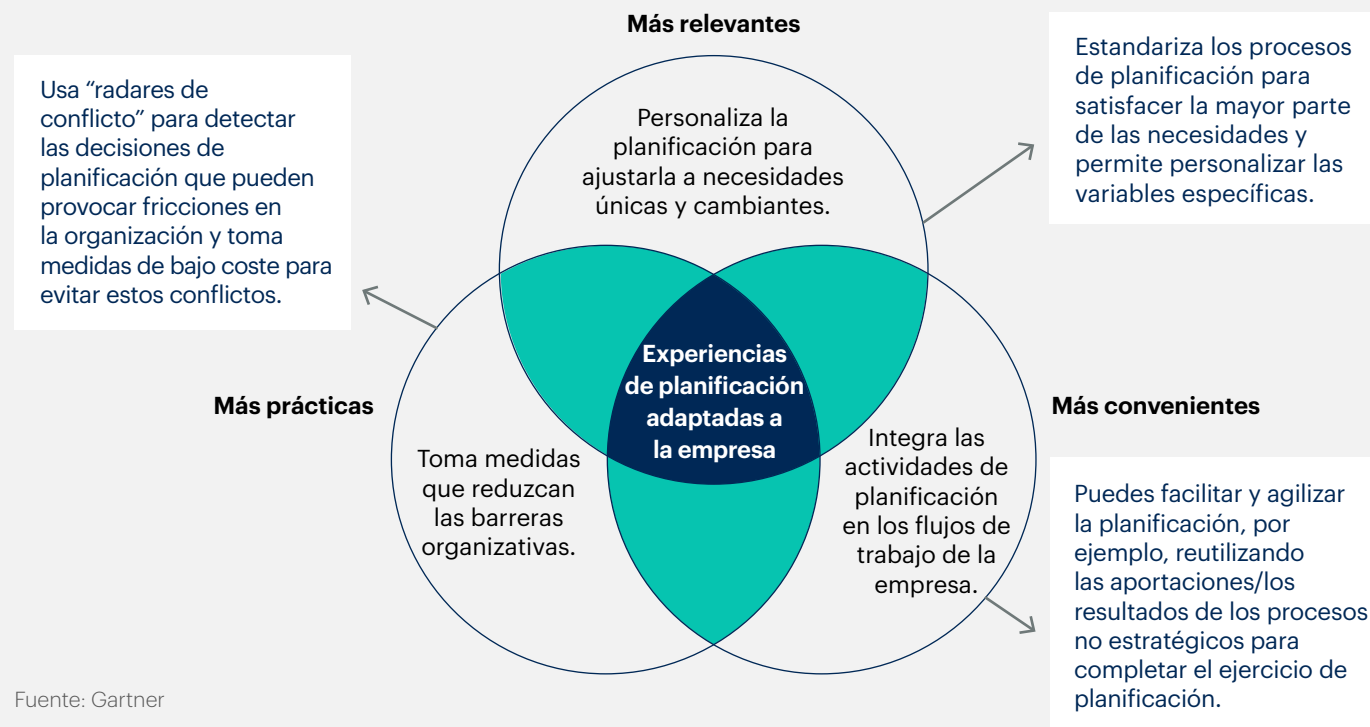 Más relevantes
Usa “radares de
conflicto” para detectar
las decisiones de
planificación que pueden
provocar fricciones en
la organización y toma
medidas de bajo coste para
evitar estos conflictos.
Personaliza la
planificación para
ajustarla a necesidades
únicas y cambiantes.
Estandariza los procesos
de planificación para
satisfacer la mayor parte
de las necesidades y
permite personalizar las
variables específicas.
Experiencias
de planificación
adaptadas a
la empresa
Más prácticas
Toma medidas
que reduzcan
las barreras
organizativas.
Más convenientes
Integra las
actividades de
planificación
en los flujos de
trabajo de la
empresa.
Puedes facilitar y agilizar
la planificación, por
ejemplo, reutilizando
las aportaciones/los
resultados de los procesos
no estratégicos para
completar el ejercicio de
planificación.
Fuente: Gartner